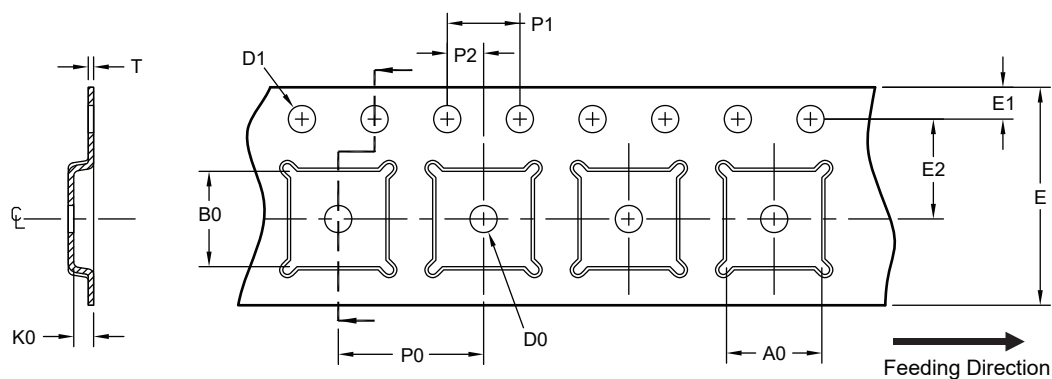 P1
P2
T
D1
E1
E2
B0
E
℄
K0
P0
D0
A0
Feeding Direction